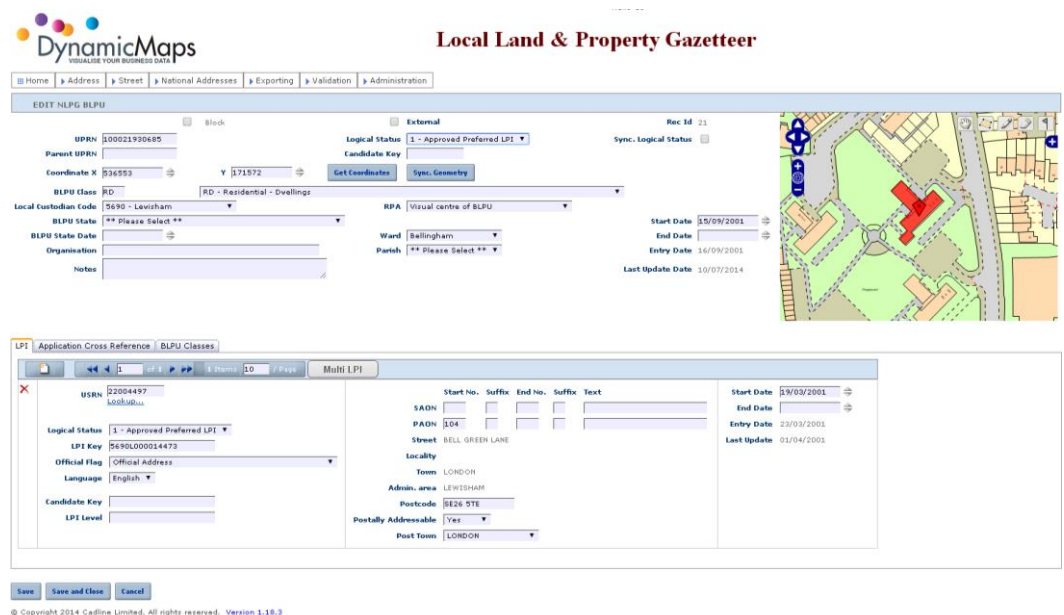 DynamicMaps
VISUALISE YOUR BUSINESS DATA
Local Land & Property Gazetteer
Home Address Street National Addresses Exporting Validation Administration
EDIT NLPG BLPU
Block External Rec Id 21
UPRN 100021930685 Logical Status 1 - Approved Preferred LPI Sync. Logical Status
Parent UPRN Candidate Key
Coordinate X 536553 Y 171572 Get Coordinates Sync. Geometry
BLPU Class RD RD - Residential - Dwellings
Local Custodian Code 5690 - Lewisham RPA Visual centre of BLPU
BLPU State ** Please Select ** Start Date 15/09/2001
BLPU State Date Ward Bellingham End Date
Organisation Parish ** Please Select ** Entry Date 16/09/2001
Notes Last Update Date 10/07/2014
LPI Application Cross Reference BLPU Classes
1 of 1 1 Items 10 / Page Multi LPI
USRN 22004497 Start No. Suffix End No. Suffix Text Start Date 19/03/2001
Lookup... SAON End Date
Logical Status 1 - Approved Preferred LPI PAON 104 Entry Date 23/03/2001
LPI Key 5690L000014473 Street BELL GREEN LANE Last Update 01/04/2001
Official Flag Official Address Locality
Language English Town LONDON
Admin. area LEWISHAM
Candidate Key Postcode SE26 5TE
LPI Level Postally Addressable Yes
Post Town LONDON
Save Save and Close Cancel
© Copyright 2014 Cadline Limited. All rights reserved. Version 1.18.3